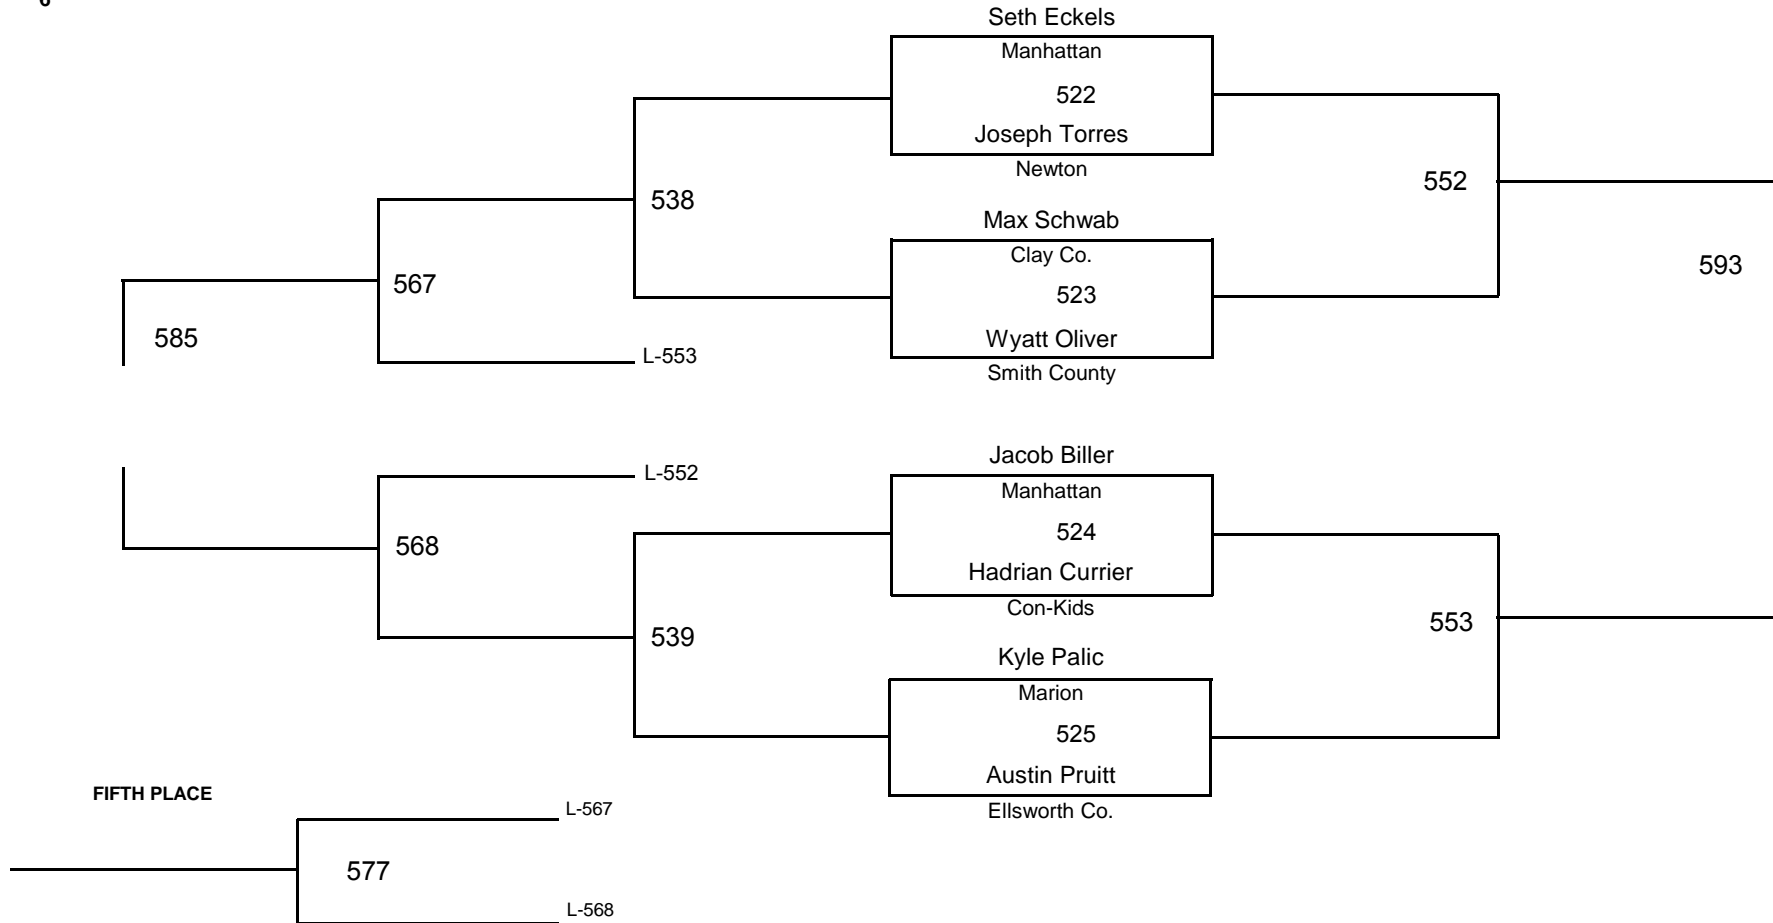 6
Seth Eckels
Manhattan
522
Joseph Torres
Newton
538
552
Max Schwab
Clay Co.
593
567
523
585
Wyatt Oliver
L-553
Smith County
Jacob Biller
L-552
Manhattan
568
524
Hadrian Currier
Con-Kids
539
553
Kyle Palic
Marion
525
Austin Pruitt
FIFTH PLACE
L-567
Ellsworth Co.
577
L-568